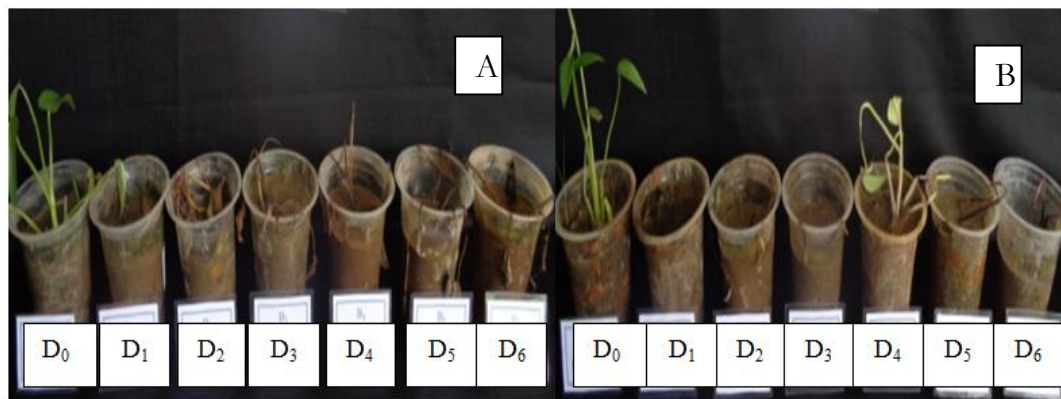 A
B
D₀ D₁ D₂ D₃ D₄ D₅ D₆ D₀ D₁ D₂ D₃ D₄ D₅ D₆